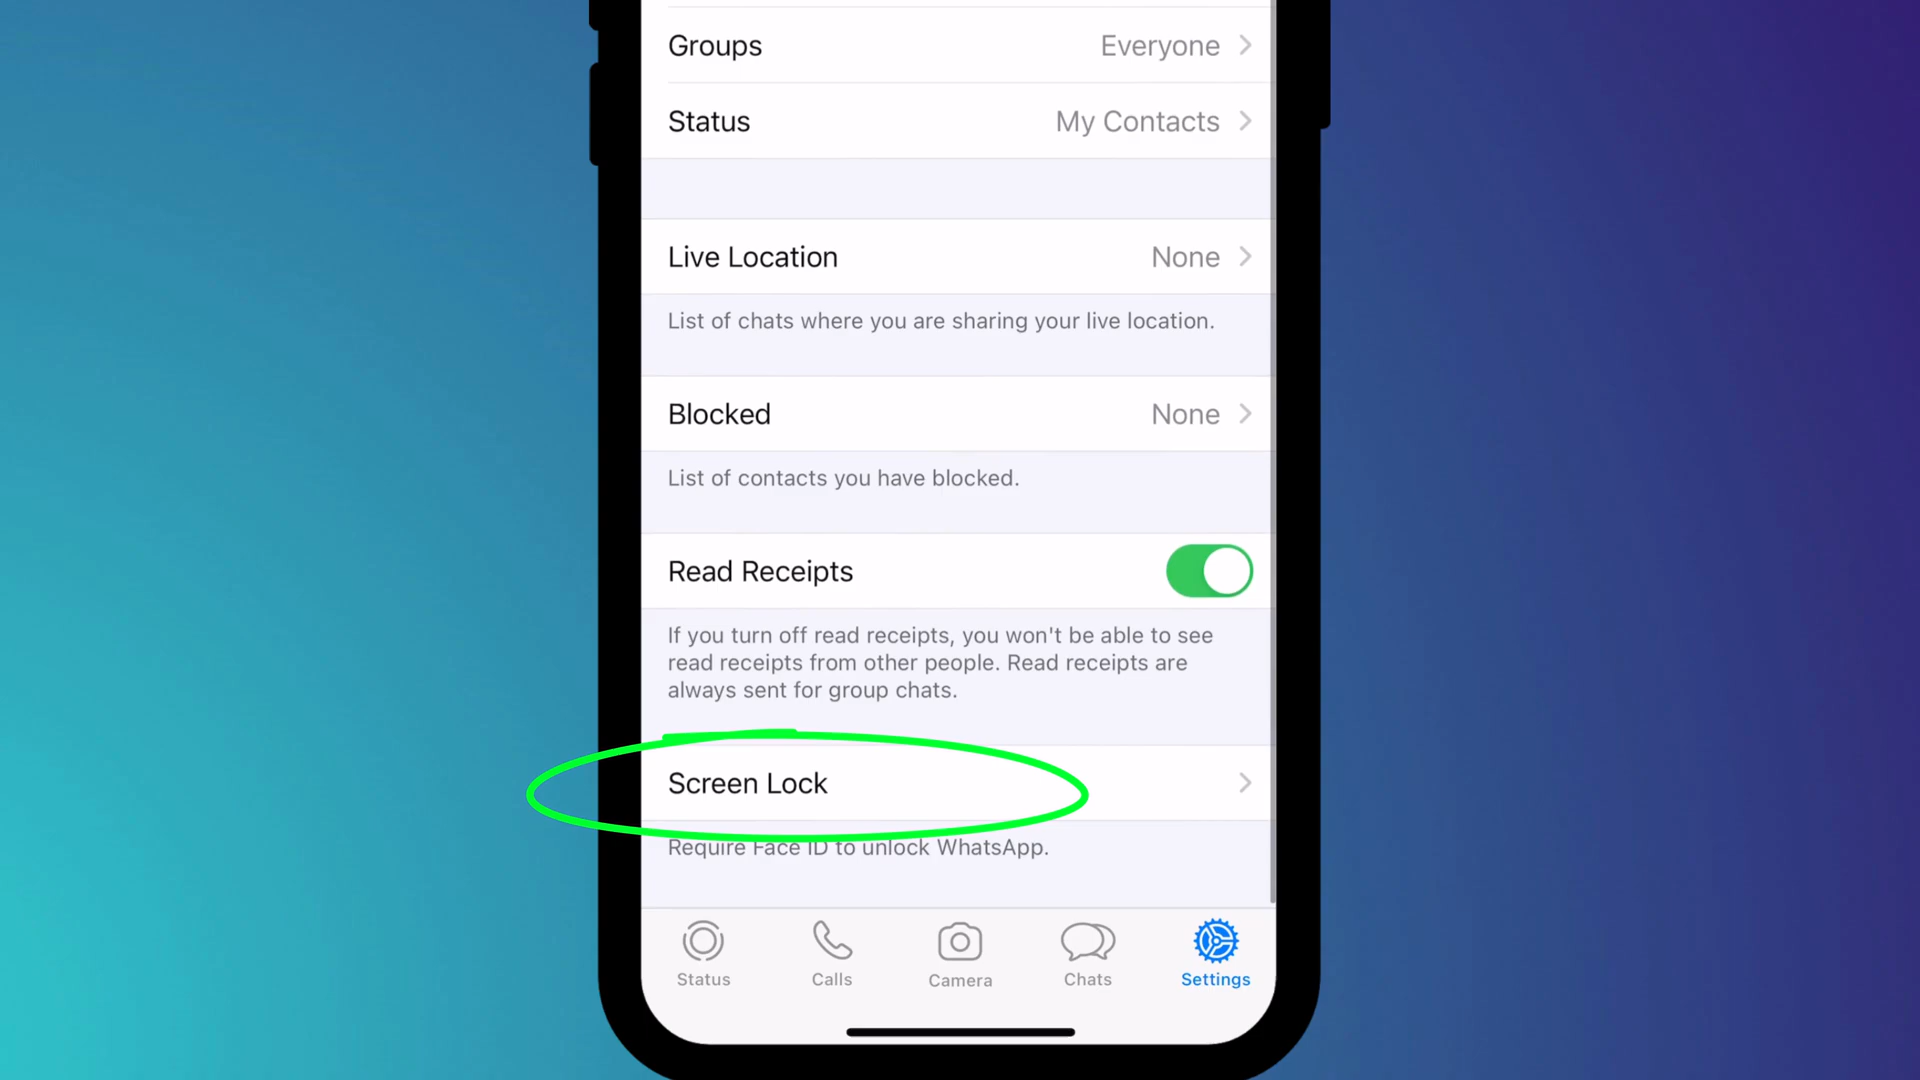 Groups Everyone
Status My Contacts
Live Location None
List of chats where you are sharing your live location.
Blocked None
List of contacts you have blocked.
Read Receipts
If you turn off read receipts, you won't be able to see
read receipts from other people. Read receipts are
always sent for group chats.
Screen Lock
Require Face ID to unlock WhatsApp.
Status Calls Camera Chats Settings